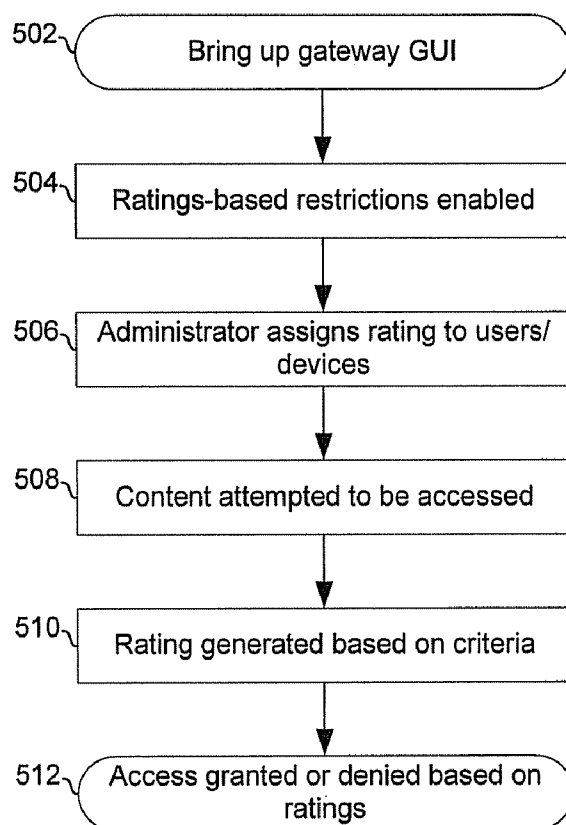 502
Bring up gateway GUI
504
Ratings-based restrictions enabled
506
Administrator assigns rating to users/
devices
508
Content attempted to be accessed
510
Rating generated based on criteria
512
Access granted or denied based on
ratings